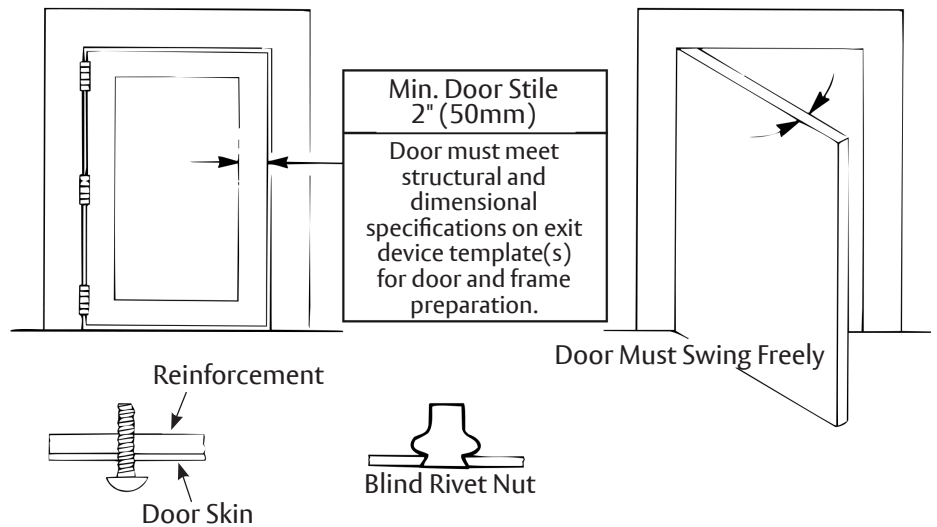 Min. Door Stile
2" (50mm)
Door must meet
structural and
dimensional
specifications on exit
device template(s)
for door and frame
preparation.
Door Must Swing Freely
Reinforcement
Door Skin
Blind Rivet Nut